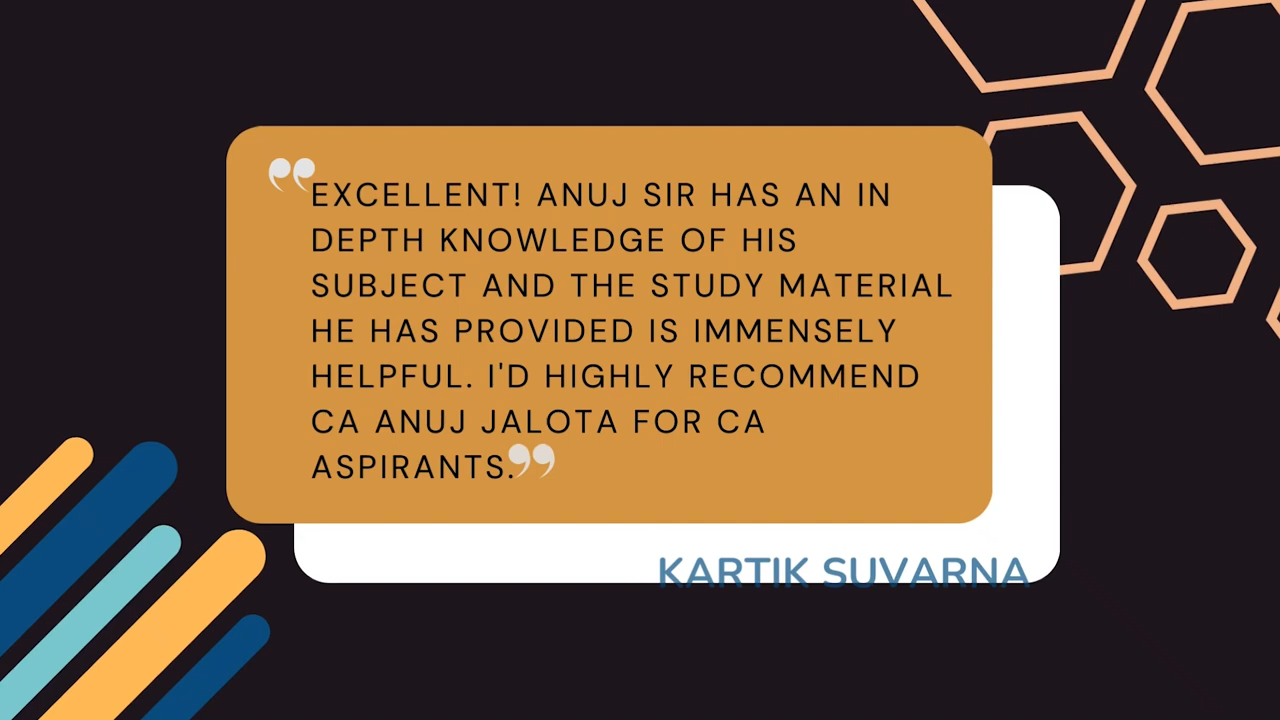 ❟❟EXCELLENT! ANUJ SIR HAS AN IN
DEPTH KNOWLEDGE OF HIS
SUBJECT AND THE STUDY MATERIAL
HE HAS PROVIDED IS IMMENSELY
HELPFUL. I'D HIGHLY RECOMMEND
CA ANUJ JALOTA FOR CA
ASPIRANTS.”
KARTIK SUVARNA